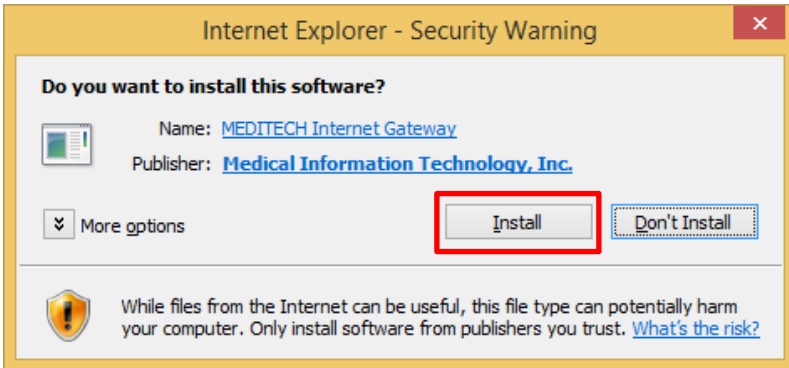 Internet Explorer - Security Warning
Do you want to install this software?
Name: MEDITECH Internet Gateway
Publisher: Medical Information Technology, Inc.
More options
Install
Don't Install
While files from the Internet can be useful, this file type can potentially harm
your computer. Only install software from publishers you trust. What's the risk?